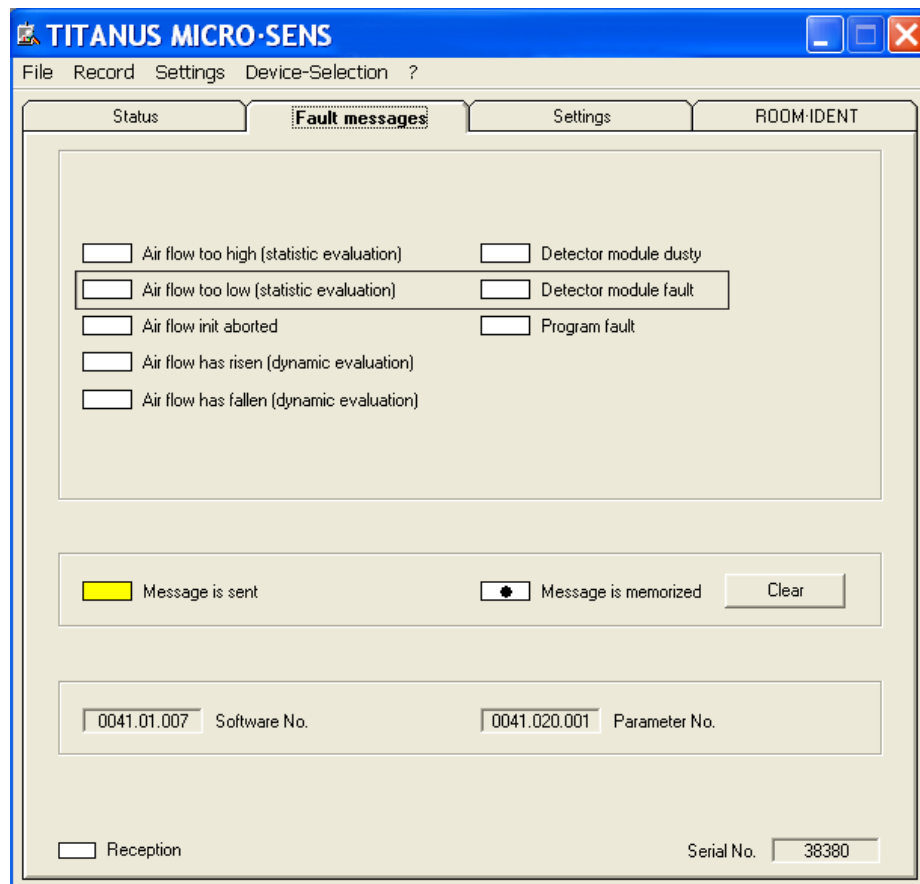 TITANUS MICRO·SENS
File Record Settings Device-Selection ?
Status Fault messages Settings ROOM·IDENT
Air flow too high (statistic evaluation) Detector module dusty
Air flow too low (statistic evaluation) Detector module fault
Air flow init aborted Program fault
Air flow has risen (dynamic evaluation)
Air flow has fallen (dynamic evaluation)
Message is sent Message is memorized Clear
0041.01.007 Software No. 0041.020.001 Parameter No.
Reception Serial No. 38380